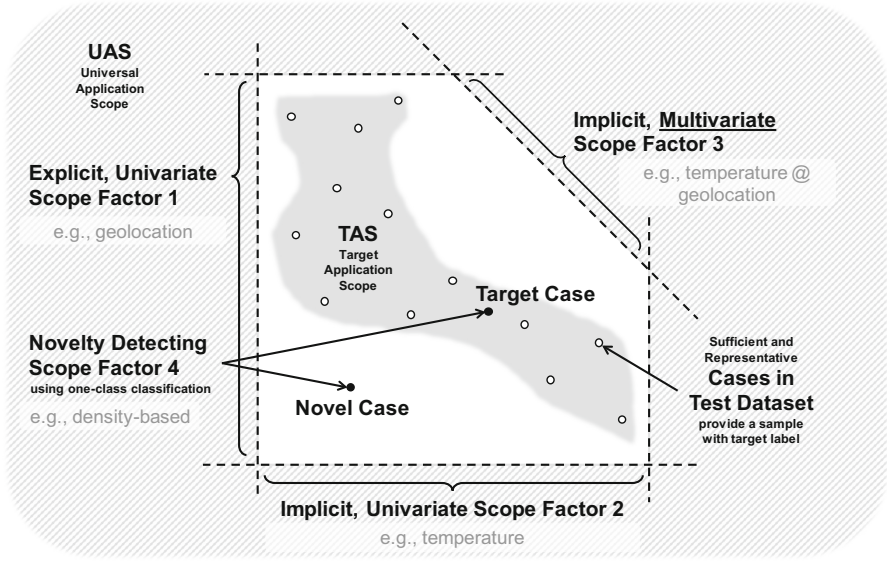 UAS
Universal
Application
Scope
Explicit, Univariate
Scope Factor 1
e.g., geolocation
Implicit, Multivariate
Scope Factor 3
e.g., temperature @
geolocation
TAS
Target
Application
Scope
Target Case
Novelty Detecting
Scope Factor 4
using one-class classification
e.g., density-based
Novel Case
Sufficient and
Representative
Cases in
Test Dataset
provide a sample
with target label
Implicit, Univariate Scope Factor 2
e.g., temperature